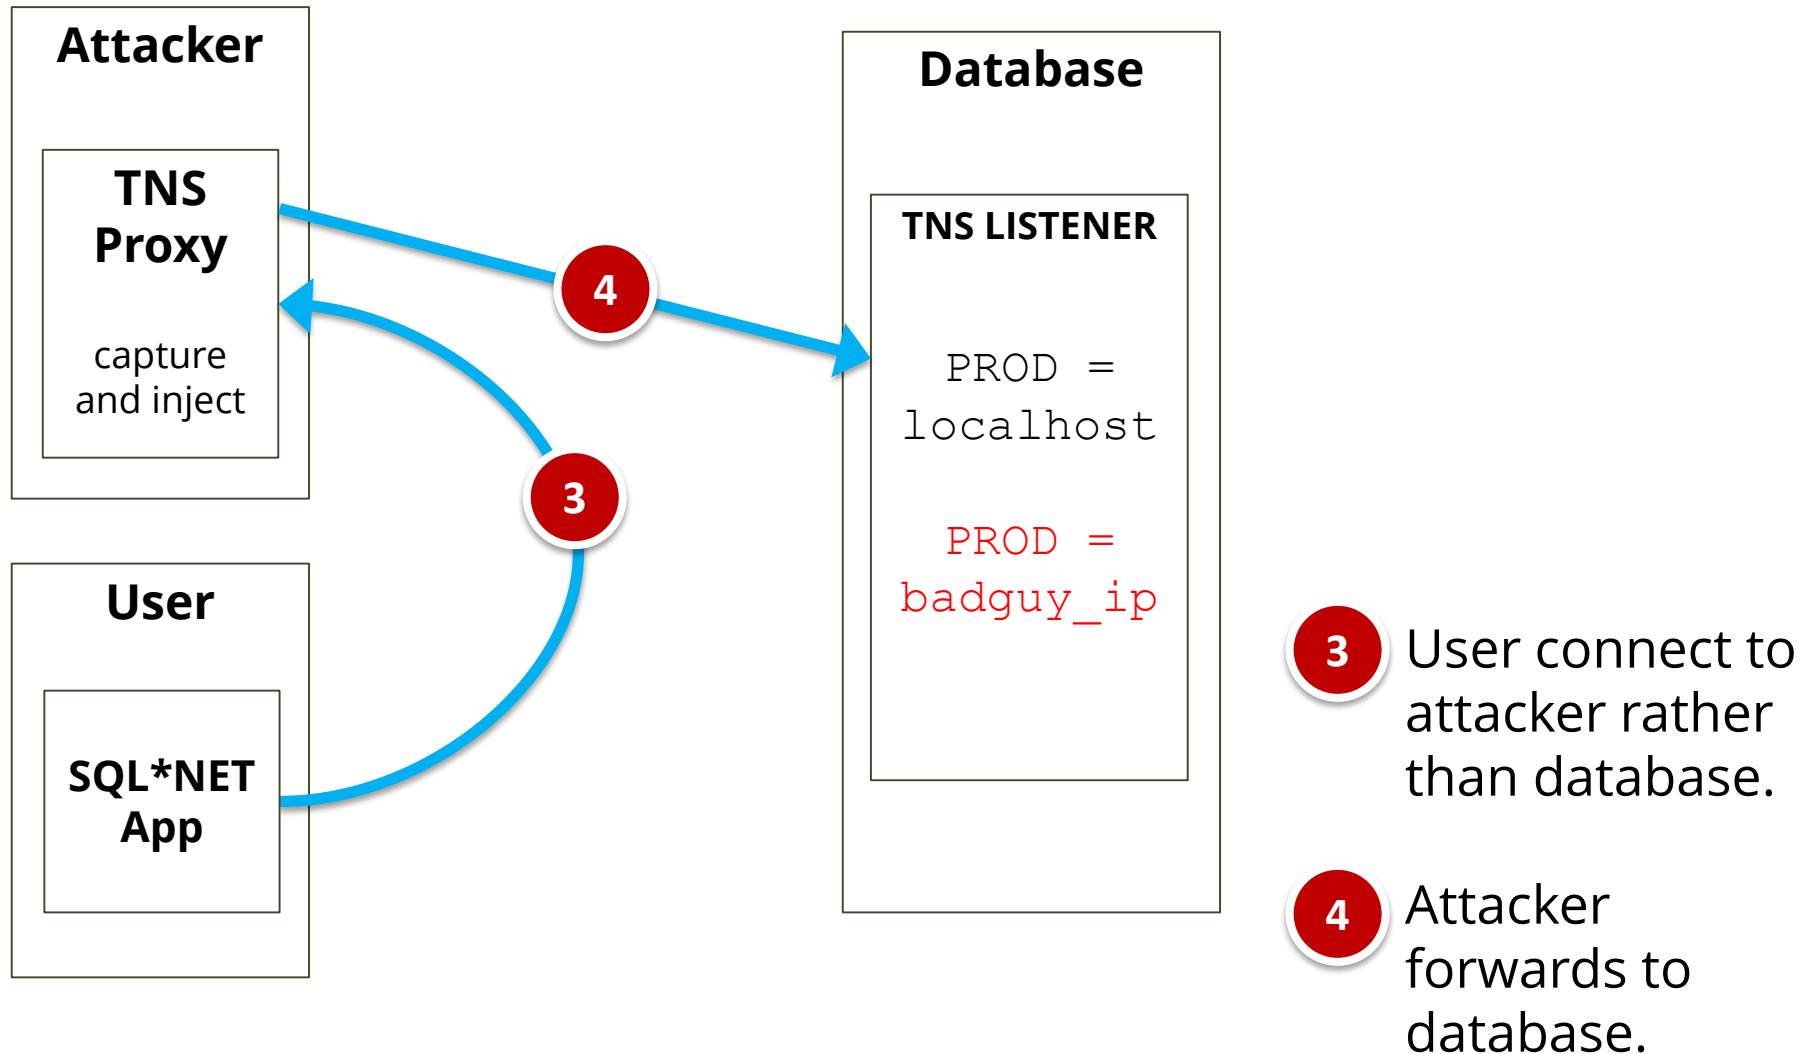 Attacker
TNS
Proxy
capture
and inject
User
SQL*NET
App
4
3
Database
TNS LISTENER
PROD =
localhost
PROD =
badguy_ip
3
User connect to
attacker rather
than database.
4
Attacker
forwards to
database.